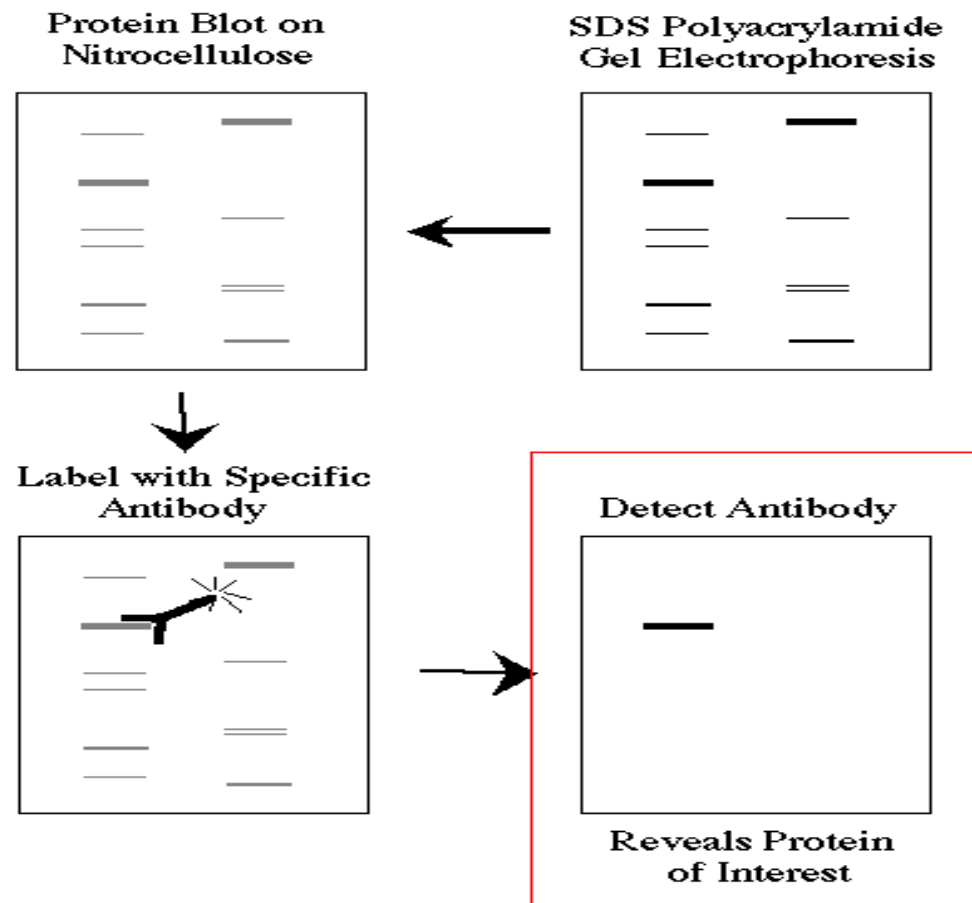 Protein Blot on
Nitrocellulose
SDS Polyacrylamide
Gel Electrophoresis
Label with Specific
Antibody
Detect Antibody
Reveals Protein
of Interest